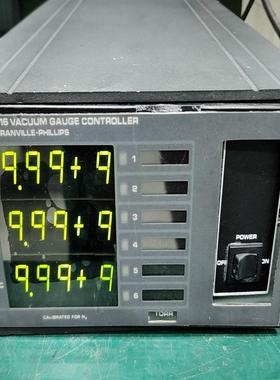 16 VACUUM GAUGE CONTROLLER
RANVILLE-PHILLIPS
9.99+9
1
2
9.99+9
3
4
9.99+9
5
6
C
CALIBRATED FOR N₂
TORR
POWER
OFF
ON